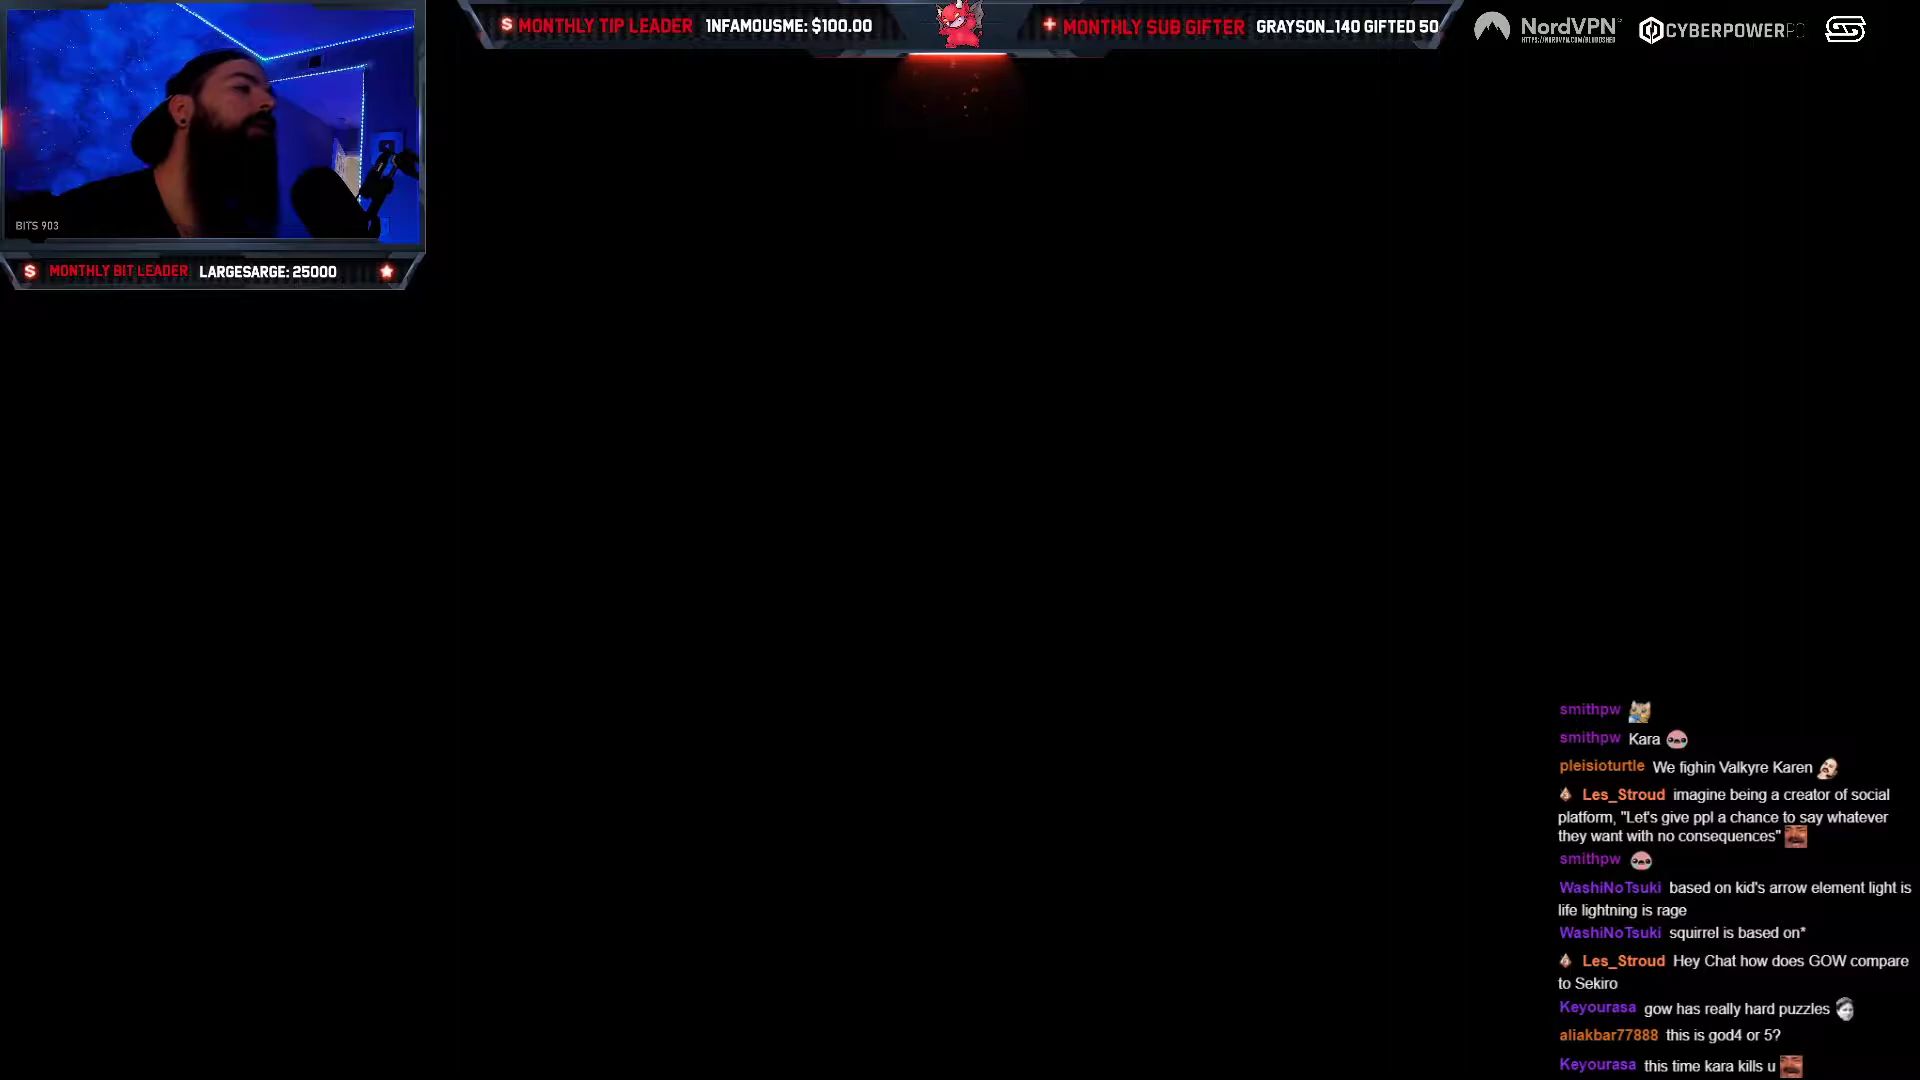 $ MONTHLY TIP LEADER 1NFAMOUSME: $100.00
+ MONTHLY SUB GIFTER GRAYSON_140 GIFTED 50
NordVPN
HTTPS://NORDVPN.COM/BLOODSHED
CYBERPOWERPC
BITS 903
$ MONTHLY BIT LEADER LARGESARGE: 25000
smithpw
smithpw Kara
pleisioturtle We fighin Valkyre Karen
Les_Stroud imagine being a creator of social
platform, "Let's give ppl a chance to say whatever
they want with no consequences"
smithpw
WashiNoTsuki based on kid's arrow element light is
life lightning is rage
WashiNoTsuki squirrel is based on*
Les_Stroud Hey Chat how does GOW compare
to Sekiro
Keyourasa gow has really hard puzzles
aliakbar77888 this is god4 or 5?
Keyourasa this time kara kills u